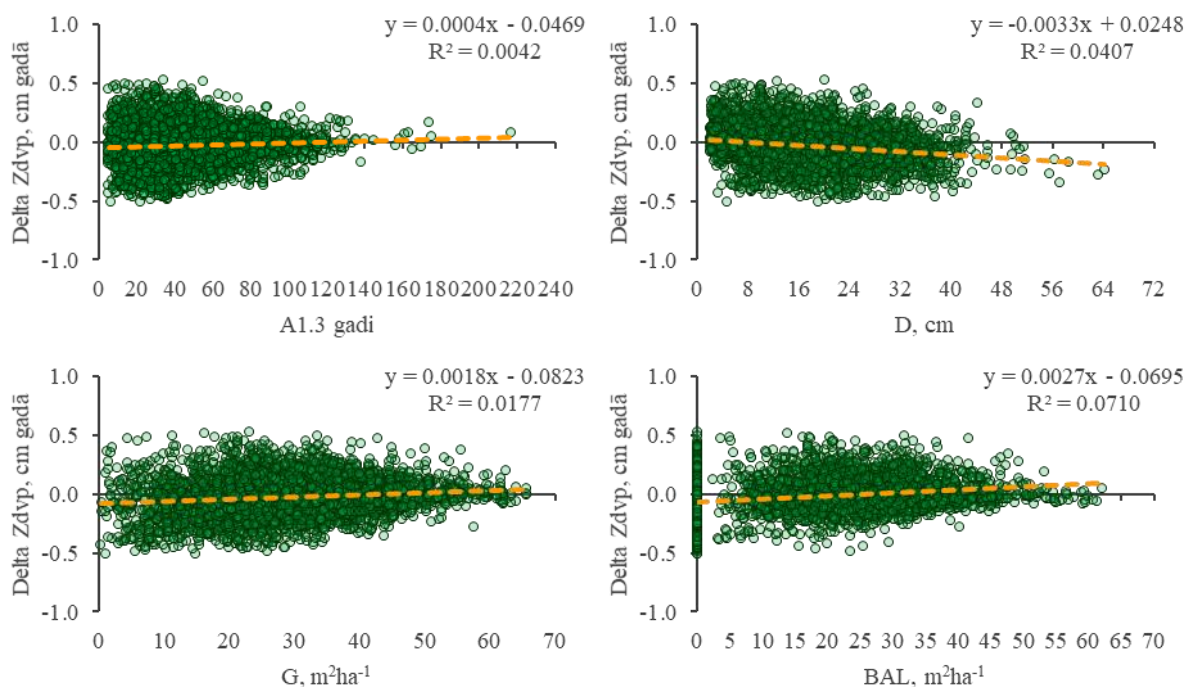 y = 0.0004x - 0.0469
R² = 0.0042
Delta Zdvp, cm gadā
1.0
0.5
0.0
-0.5
-1.0
0 20 40 60 80 100 120 140 160 180 200 220 240
A1.3 gadi
y = -0.0033x + 0.0248
R² = 0.0407
Delta Zdvp, cm gadā
1.0
0.5
0.0
-0.5
-1.0
0 8 16 24 32 40 48 56 64 72
D, cm
y = 0.0018x - 0.0823
R² = 0.0177
Delta Zdvp, cm gadā
1.0
0.5
0.0
-0.5
-1.0
0 10 20 30 40 50 60 70
G, m²ha⁻¹
y = 0.0027x - 0.0695
R² = 0.0710
Delta Zdvp, cm gadā
1.0
0.5
0.0
-0.5
-1.0
0 5 10 15 20 25 30 35 40 45 50 55 60 65 70
BAL, m²ha⁻¹